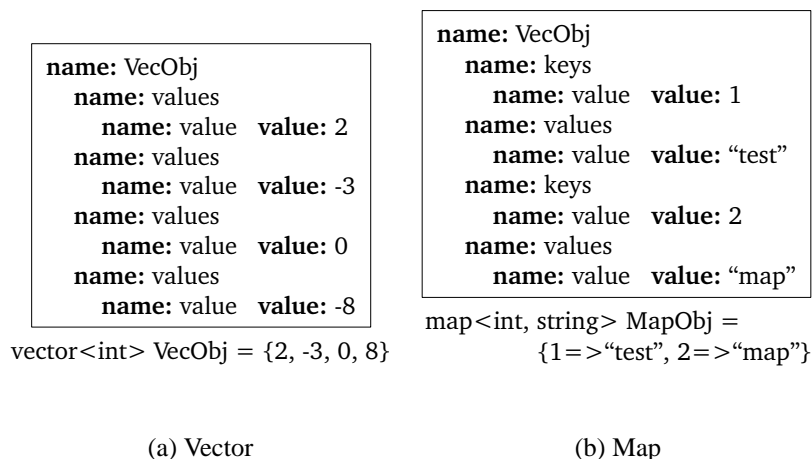 name: VecObj
name: values
name: value value: 2
name: values
name: value value: -3
name: values
name: value value: 0
name: values
name: value value: -8
vector<int> VecObj = {2, -3, 0, 8}
(a) Vector
name: VecObj
name: keys
name: value value: 1
name: values
name: value value: “test”
name: keys
name: value value: 2
name: values
name: value value: “map”
map<int, string> MapObj =
{1=>“test”, 2=>“map”}
(b) Map